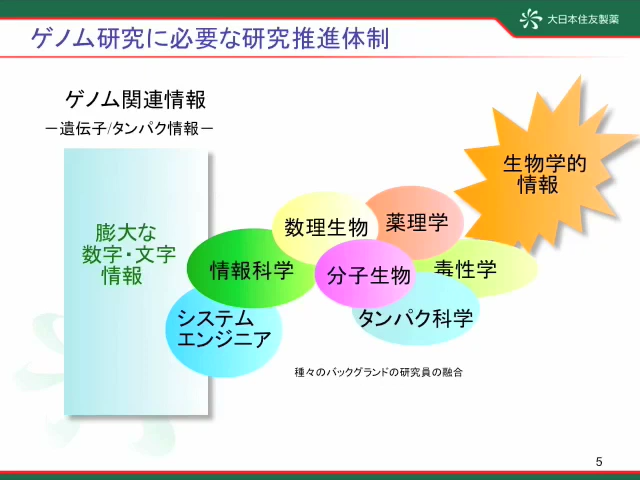 大日本住友製薬
ゲノム研究に必要な研究推進体制
ゲノム関連情報
－遺伝子/タンパク情報－
膨大な
数字・文字
情報
生物学的
情報
数理生物
薬理学
情報科学
分子生物
毒性学
システム
エンジニア
タンパク科学
種々のバックグランドの研究員の融合
5